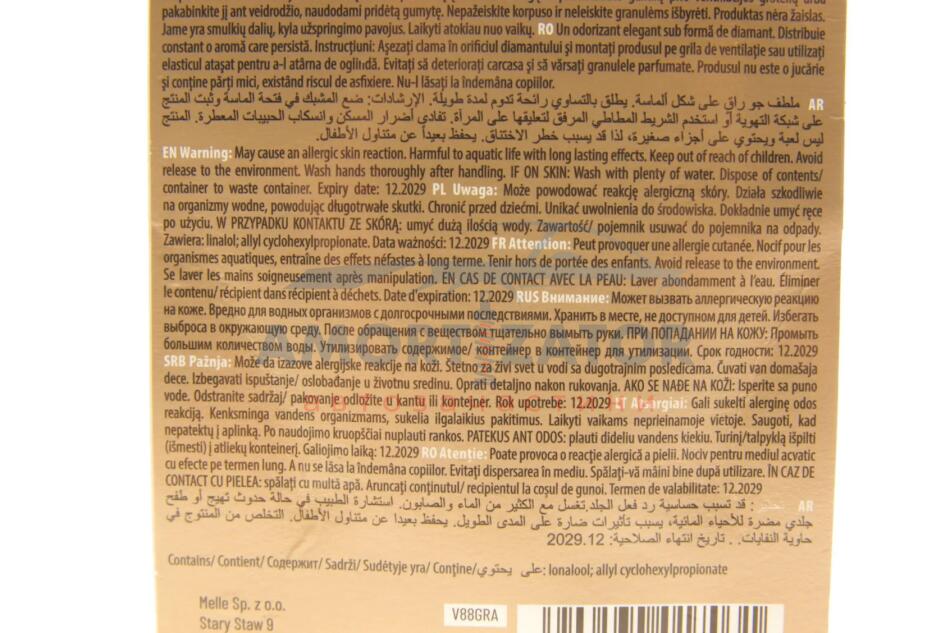 pakabinkite jį ant veidrodžio, naudodami pridėtą gumytę. Nepažeiskite korpuso ir neleiskite granulėms išbyrėti. Produktas nėra žaislas.
Jame yra smulkių dalių, kyla užspringimo pavojus. Laikyti atokiau nuo vaikų. RO Un odorizant elegant sub formă de diamant. Distribuie
constant o aromă care persistă. Instrucțiuni: Așezați clama în orificiul diamantului și montați produsul pe grila de ventilație sau utilizați
elasticul atașat pentru a-l atârna de oglindă. Evitați să deteriorați carcasa și să vărsați granulele parfumate. Produsul nu este o jucărie
și conține părți mici, existând riscul de asfixiere. Nu-l lăsați la îndemâna copiilor.
AR ملطف جو راقٍ على شكل ألماسة. يطلق بالتساوي رائحة تدوم لمدة طويلة. الإرشادات: ضع المشبك في فتحة الماسة وثبت المنتج
على شبكة التهوية أو استخدم الشريط المطاطي المرفق لتعليقها على المرآة. تفادي أضرار المسكن وانسكاب الحبيبات المعطرة. المنتج
ليس لعبة ويحتوي على أجزاء صغيرة، لذا قد يسبب خطر الاختناق. يحفظ بعيداً عن متناول الأطفال.
EN Warning: May cause an allergic skin reaction. Harmful to aquatic life with long lasting effects. Keep out of reach of children. Avoid
release to the environment. Wash hands thoroughly after handling. IF ON SKIN: Wash with plenty of water. Dispose of contents/
container to waste container. Expiry date: 12.2029 PL Uwaga: Może powodować reakcję alergiczną skóry. Działa szkodliwie
na organizmy wodne, powodując długotrwałe skutki. Chronić przed dziećmi. Unikać uwolnienia do środowiska. Dokładnie umyć ręce
po użyciu. W PRZYPADKU KONTAKTU ZE SKÓRĄ: umyć dużą ilością wody. Zawartość/ pojemnik usuwać do pojemnika na odpady.
Zawiera: linalol; allyl cyclohexylpropionate. Data ważności: 12.2029 FR Attention: Peut provoquer une allergie cutanée. Nocif pour les
organismes aquatiques, entraîne des effets néfastes à long terme. Tenir hors de portée des enfants. Avoid release to the environment.
Se laver les mains soigneusement après manipulation. EN CAS DE CONTACT AVEC LA PEAU: Laver abondamment à l'eau. Éliminer
le contenu/ récipient dans récipient à déchets. Date d'expiration: 12.2029 RUS Внимание: Может вызвать аллергическую реакцию
на коже. Вредно для водных организмов с долгосрочными последствиями. Хранить в месте, не доступном для детей. Избегать
выброса в окружающую среду. После обращения с веществом тщательно вымыть руки. ПРИ ПОПАДАНИИ НА КОЖУ: Промыть
большим количеством воды. Утилизировать содержимое/ контейнер в контейнер для утилизации. Срок годности: 12.2029
SRB Pažnja: Može da izazove alergijske reakcije na koži. Štetno za živi svet u vodi sa dugotrajnim posledicama. Čuvati van domašaja
dece. Izbegavati ispuštanje/ oslobađanje u životnu sredinu. Oprati detaljno nakon rukovanja. AKO SE NAĐE NA KOŽI: Isperite sa puno
vode. Odstranite sadržaj/ pakovanje odložite u kantu ili kontejner. Rok upotrebe: 12.2029 LT Atsargiai: Gali sukelti alerginę odos
reakciją. Kenksminga vandens organizmams, sukelia ilgalaikius pakitimus. Laikyti vaikams neprieinamoje vietoje. Saugoti, kad
nepatektų į aplinką. Po naudojimo kruopščiai nuplauti rankos. PATEKUS ANT ODOS: plauti dideliu vandens kiekiu. Turinį/talpyklą išpilti
(išmesti) į atliekų konteinerį. Galiojimo laiką: 12.2029 RO Atenție: Poate provoca o reacție alergică a pielii. Nociv pentru mediul acvatic
cu efecte pe termen lung. A nu se lăsa la îndemâna copiilor. Evitați dispersarea în mediu. Spălați-vă mâini bine după utilizare. ÎN CAZ DE
CONTACT CU PIELEA: spălați cu multă apă. Aruncați conținutul/ recipientul la coșul de gunoi. Termen de valabilitate: 12.2029
AR تحذير: قد تسبب حساسية رد فعل الجلد تغسل مع الكثير من الماء والصابون. استشارة الطبيب في حالة حدوث تهيج أو طفح
جلدي مضرة للأحياء المائية، يسبب تأثيرات ضارة على المدى الطويل. يحفظ بعيدا عن متناول الأطفال. التخلص من المنتج في
حاوية النفايات. . تاريخ انتهاء الصلاحية: 2029.12
Contains/ Contient/ Содержит/ Sadrži/ Sudėtyje yra/ Conține/على يحتوي: lonalool; allyl cyclohexylpropionate
Melle Sp. z o.o.
Stary Staw 9
V88GRA
AMORTIZATOR